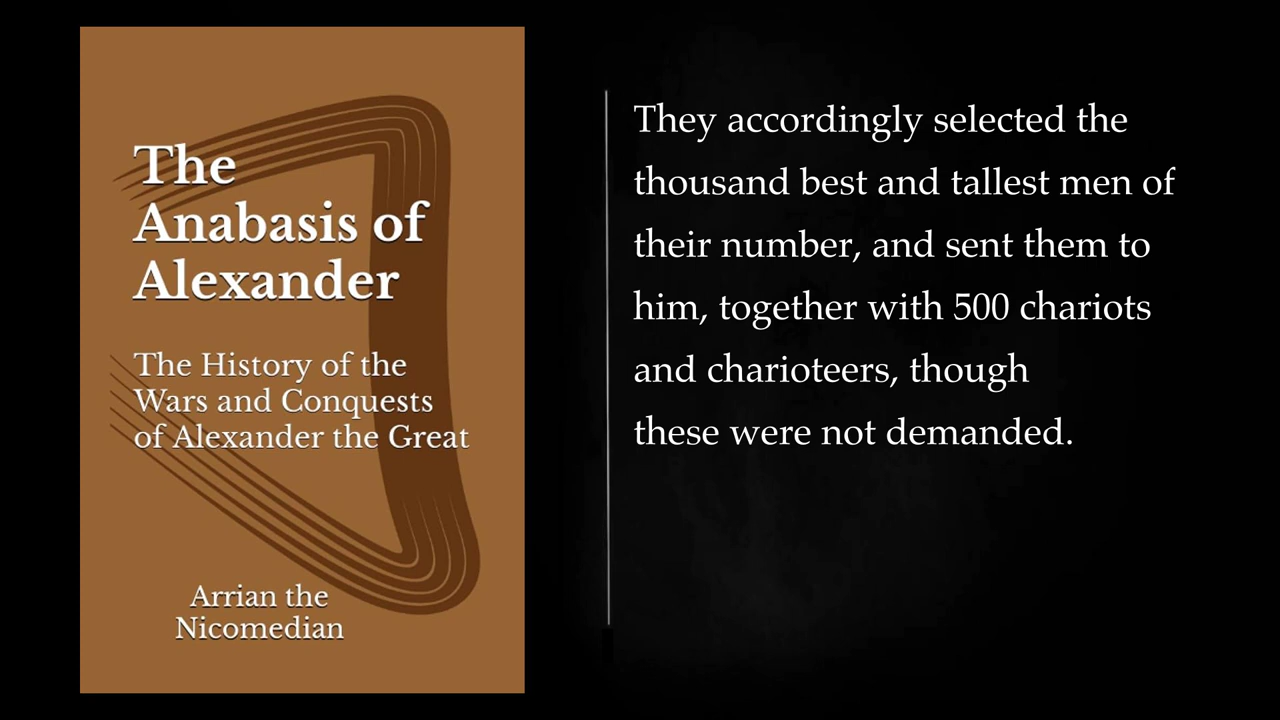 The
Anabasis of
Alexander
The History of the
Wars and Conquests
of Alexander the Great
Arrian the
Nicomedian
They accordingly selected the
thousand best and tallest men of
their number, and sent them to
him, together with 500 chariots
and charioteers, though
these were not demanded.